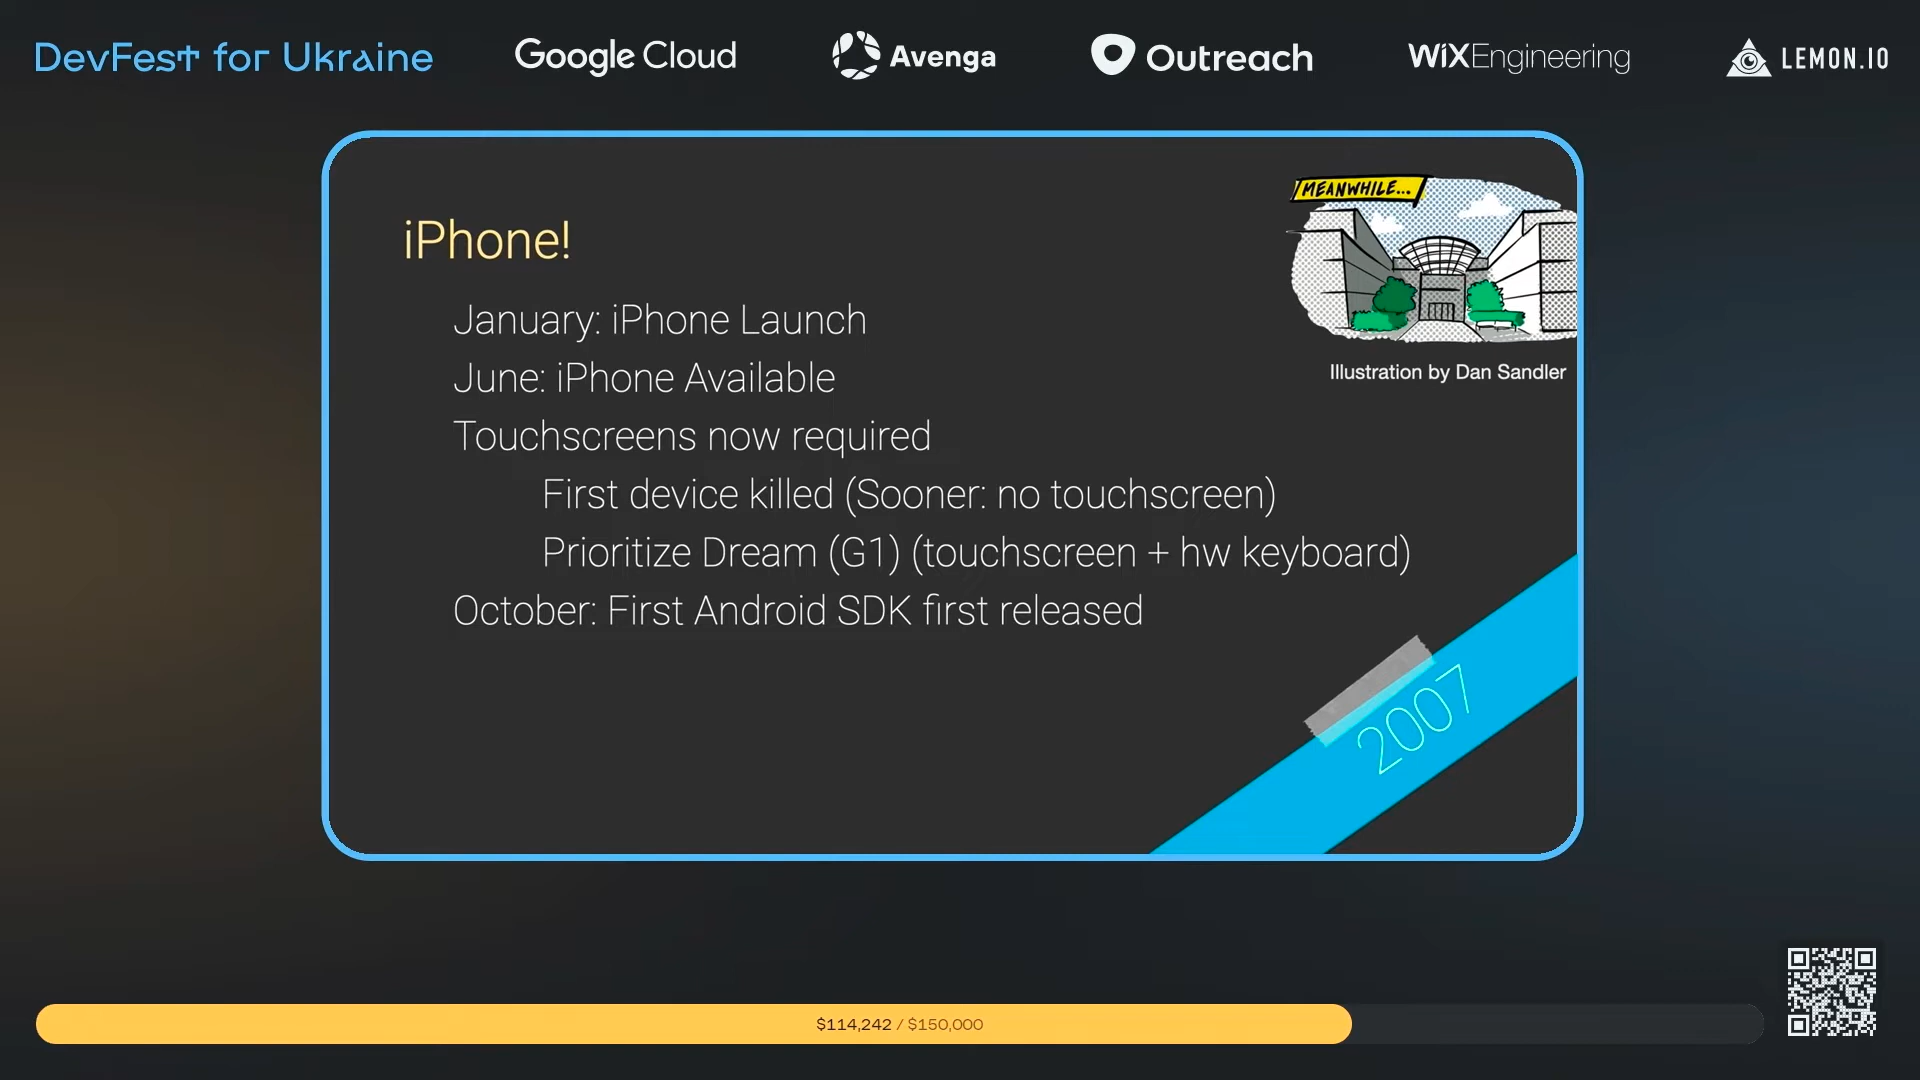 DevFest for Ukraine
Google Cloud
Avenga
Outreach
WiXEngineering
LEMON.IO
MEANWHILE...
iPhone!
January: iPhone Launch
June: iPhone Available
Illustration by Dan Sandler
Touchscreens now required
First device killed (Sooner: no touchscreen)
Prioritize Dream (G1) (touchscreen + hw keyboard)
October: First Android SDK first released
2007
$114,242 / $150,000